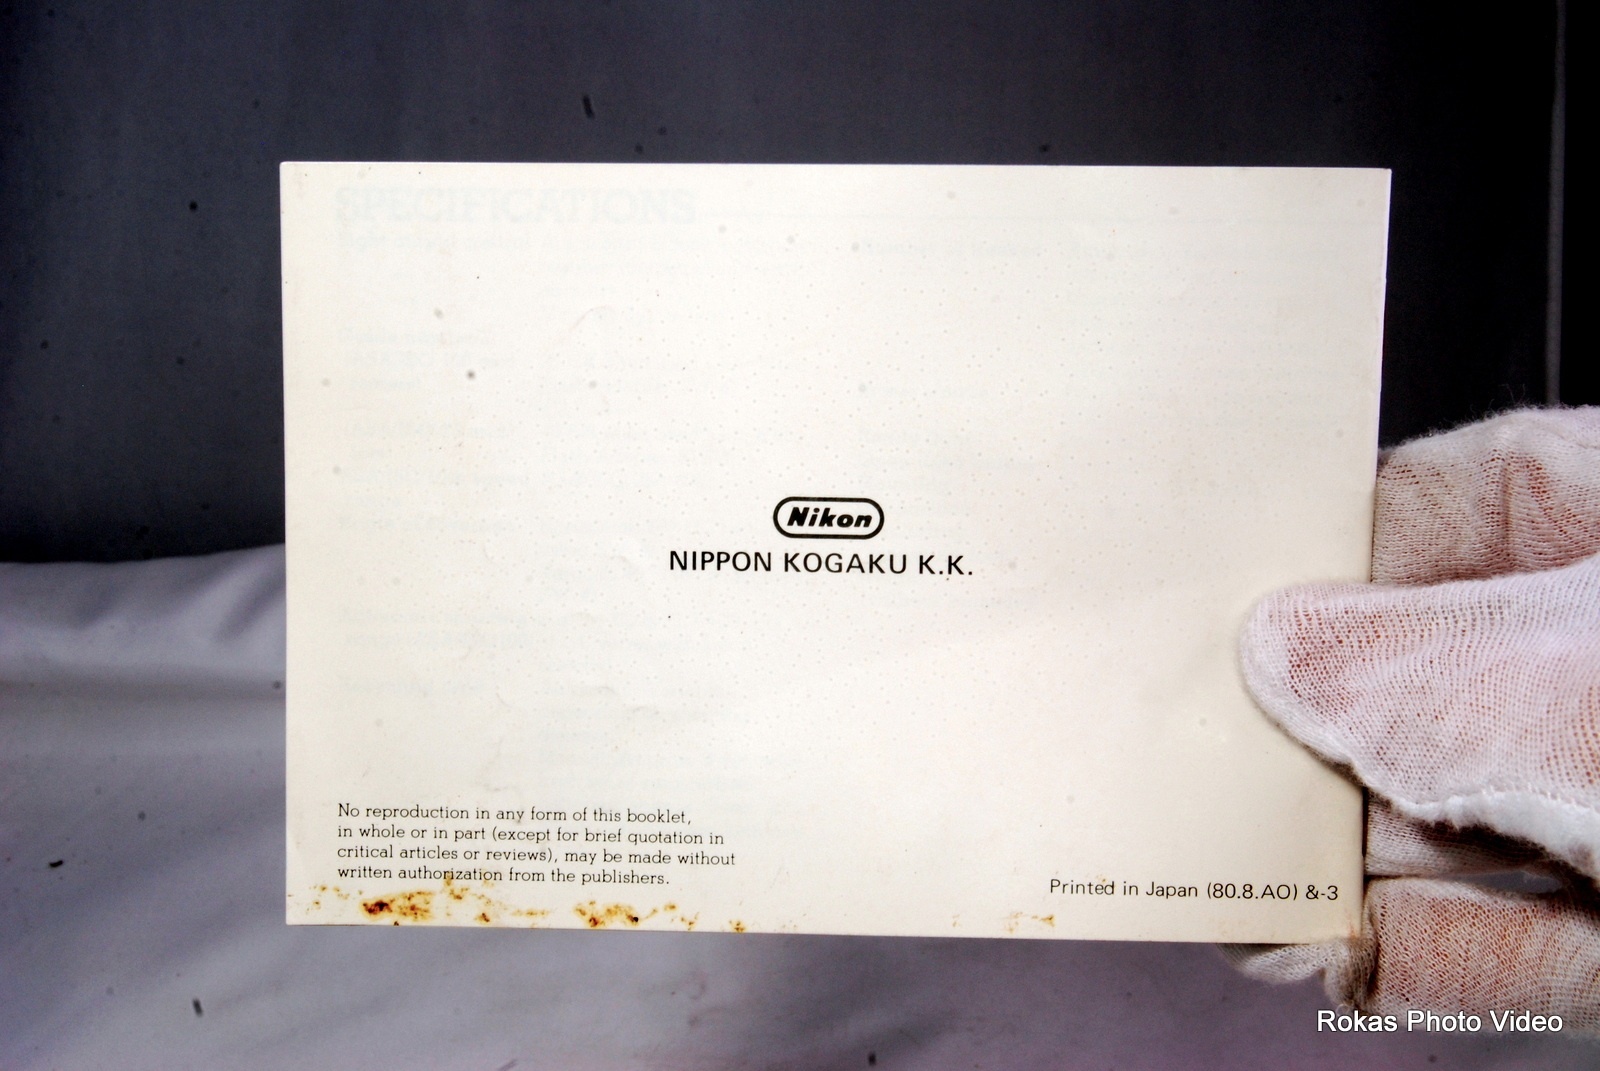 SPECIFICATIONS
Nikon
NIPPON KOGAKU K.K.
No reproduction in any form of this booklet,
in whole or in part (except for brief quotation in
critical articles or reviews), may be made without
written authorization from the publishers.
Printed in Japan (80.8.AO) &-3
Rokas Photo Video